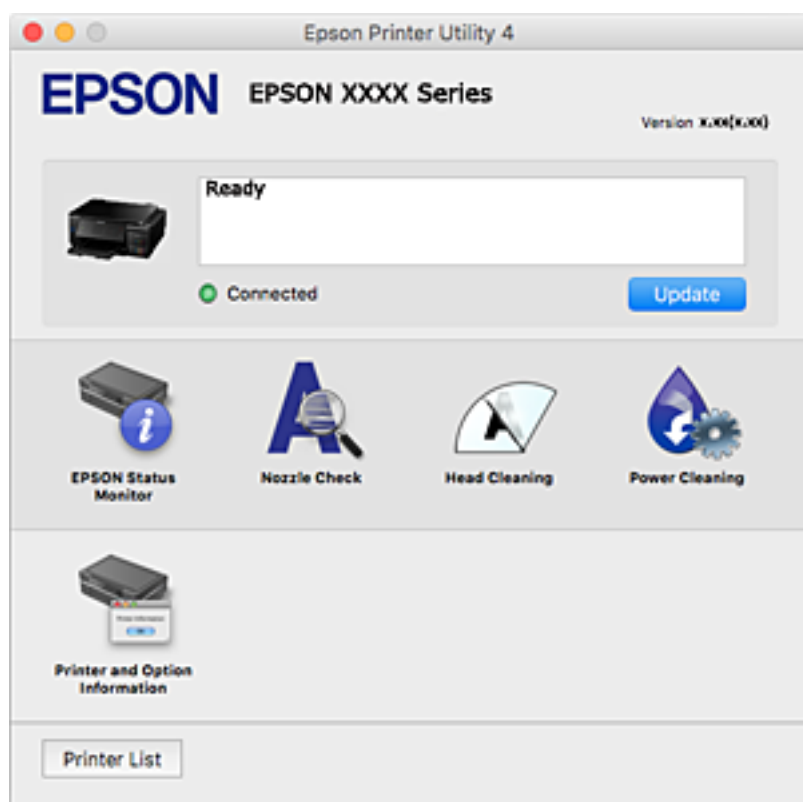 Epson Printer Utility 4
EPSON
EPSON XXXX Series
Version x.xx(x.xx)
Ready
Connected
Update
EPSON Status
Monitor
Nozzle Check
Head Cleaning
Power Cleaning
Printer and Option
Information
Printer List